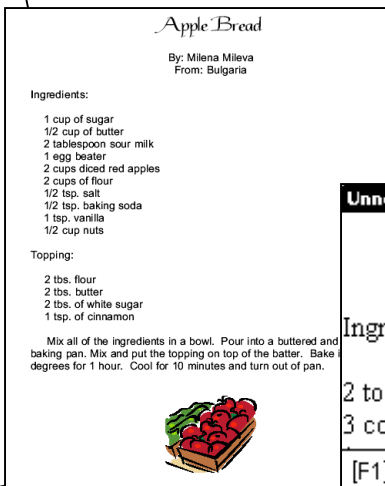 Apple Bread
By: Milena Mileva
From: Bulgaria
Ingredients:
1 cup of sugar
1/2 cup of butter
2 tablespoon sour milk
1 egg beater
2 cups diced red apples
2 cups of flour
1/2 tsp. salt
1/2 tsp. baking soda
1 tsp. vanilla
1/2 cup nuts
Topping:
2 tbs. flour
2 tbs. butter
2 tbs. of white sugar
1 tsp. of cinnamon
Mix all of the ingredients in a bowl. Pour into a buttered and
baking pan. Mix and put the topping on top of the batter. Bake
degrees for 1 hour. Cool for 10 minutes and turn out of pan.
2 to
[F1]